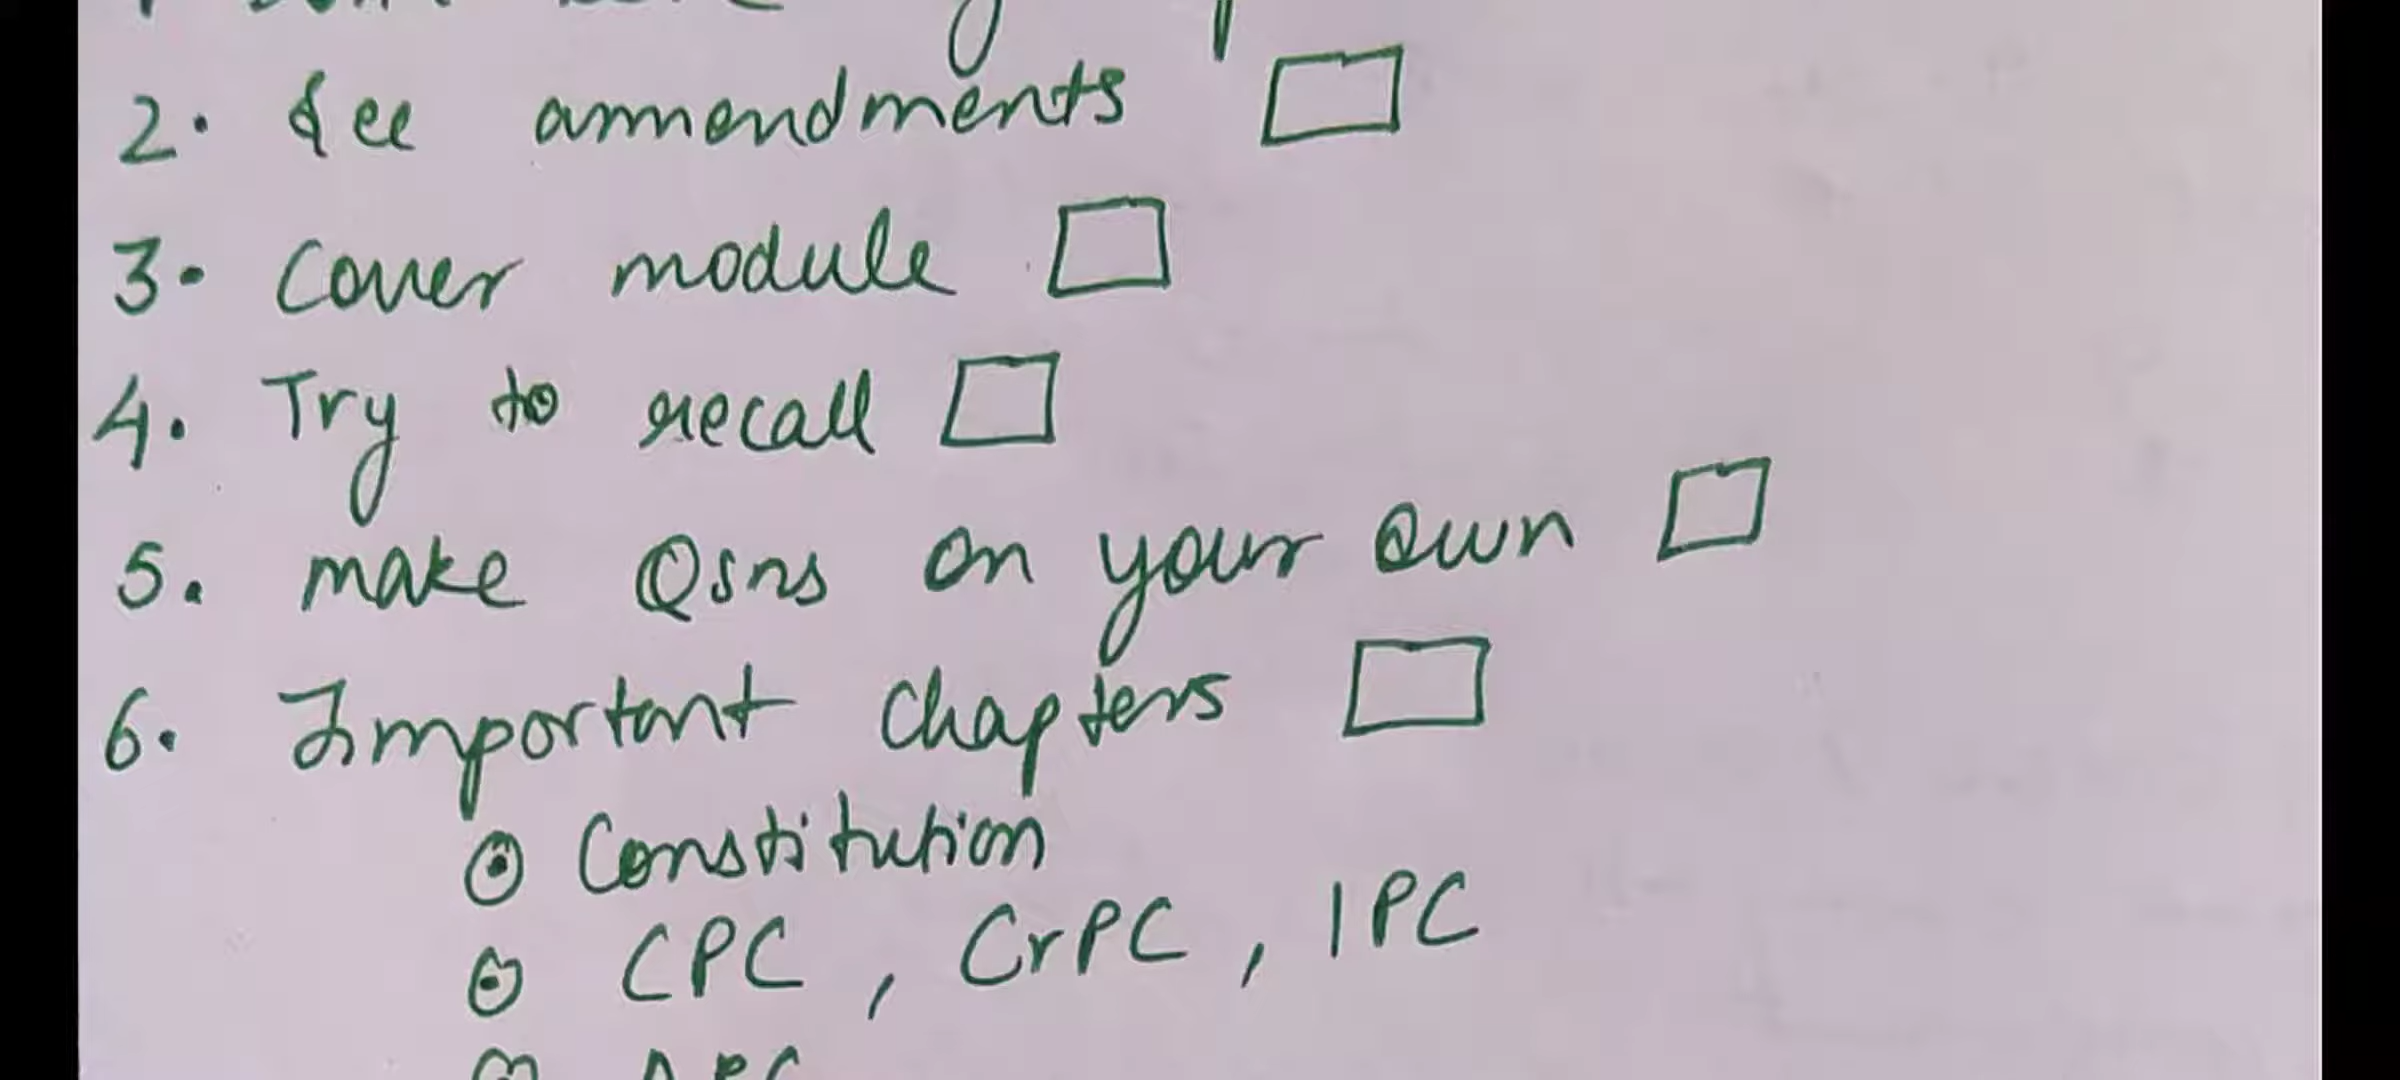 2. See ammendments
3. Cover module
4. Try to recall
5. make Qsns on your own
6. Important chapters
Constitution
CPC, CrPC, IPC